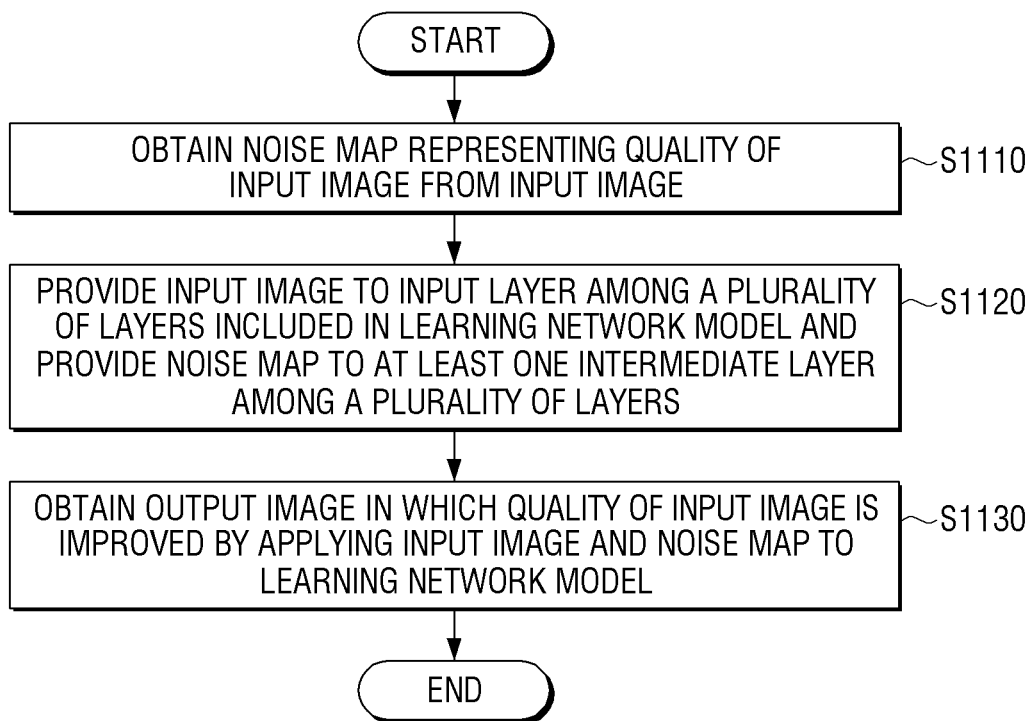 START
OBTAIN NOISE MAP REPRESENTING QUALITY OF
INPUT IMAGE FROM INPUT IMAGE
S1110
PROVIDE INPUT IMAGE TO INPUT LAYER AMONG A PLURALITY
OF LAYERS INCLUDED IN LEARNING NETWORK MODEL AND
PROVIDE NOISE MAP TO AT LEAST ONE INTERMEDIATE LAYER
AMONG A PLURALITY OF LAYERS
S1120
OBTAIN OUTPUT IMAGE IN WHICH QUALITY OF INPUT IMAGE IS
IMPROVED BY APPLYING INPUT IMAGE AND NOISE MAP TO
LEARNING NETWORK MODEL
S1130
END